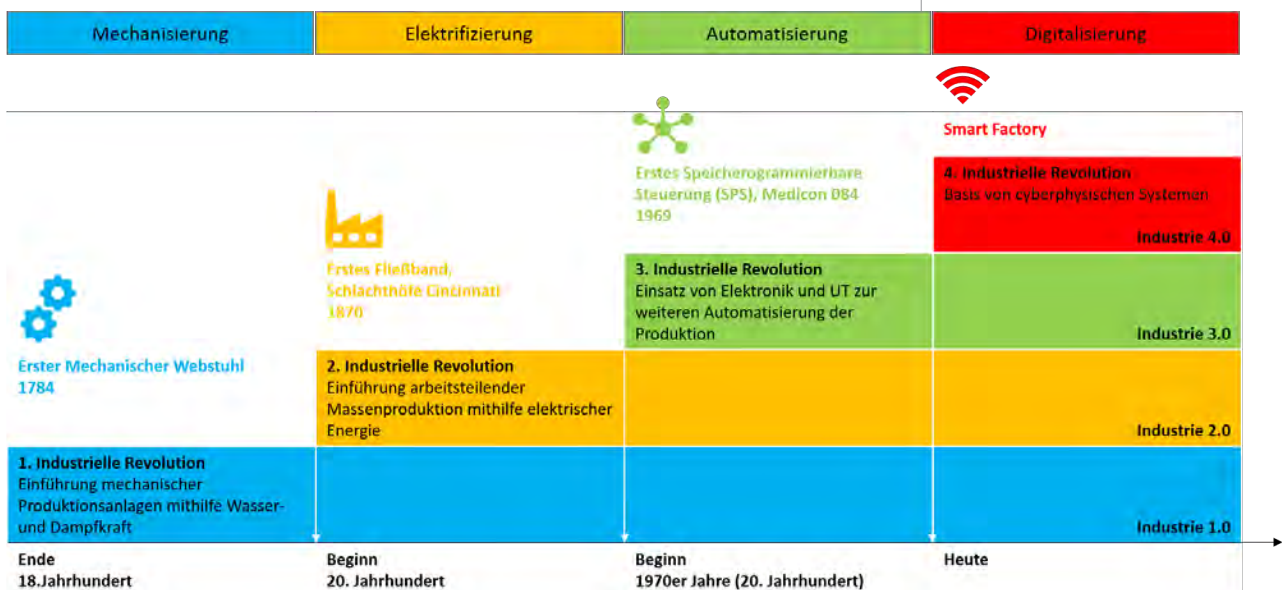 Mechanisierung
Elektrifizierung
Automatisierung
Digitalisierung
Smart Factory
Erstes Speicherogrammierbare
Steuerung (SPS), Medicon 084
1969
4. Industrielle Revolution
Basis von cyberphysischen Systemen
Industrie 4.0
Erstes Fließband,
Schlachthöfe Cincinnati
1870
3. Industrielle Revolution
Einsatz von Elektronik und UT zur
weiteren Automatisierung der
Produktion
Industrie 3.0
Erster Mechanischer Webstuhl
1784
2. Industrielle Revolution
Einführung arbeitsteilender
Massenproduktion mithilfe elektrischer
Energie
Industrie 2.0
1. Industrielle Revolution
Einführung mechanischer
Produktionsanlagen mithilfe Wasser-
und Dampfkraft
Industrie 1.0
Ende
18.Jahrhundert
Beginn
20. Jahrhundert
Beginn
1970er Jahre (20. Jahrhundert)
Heute